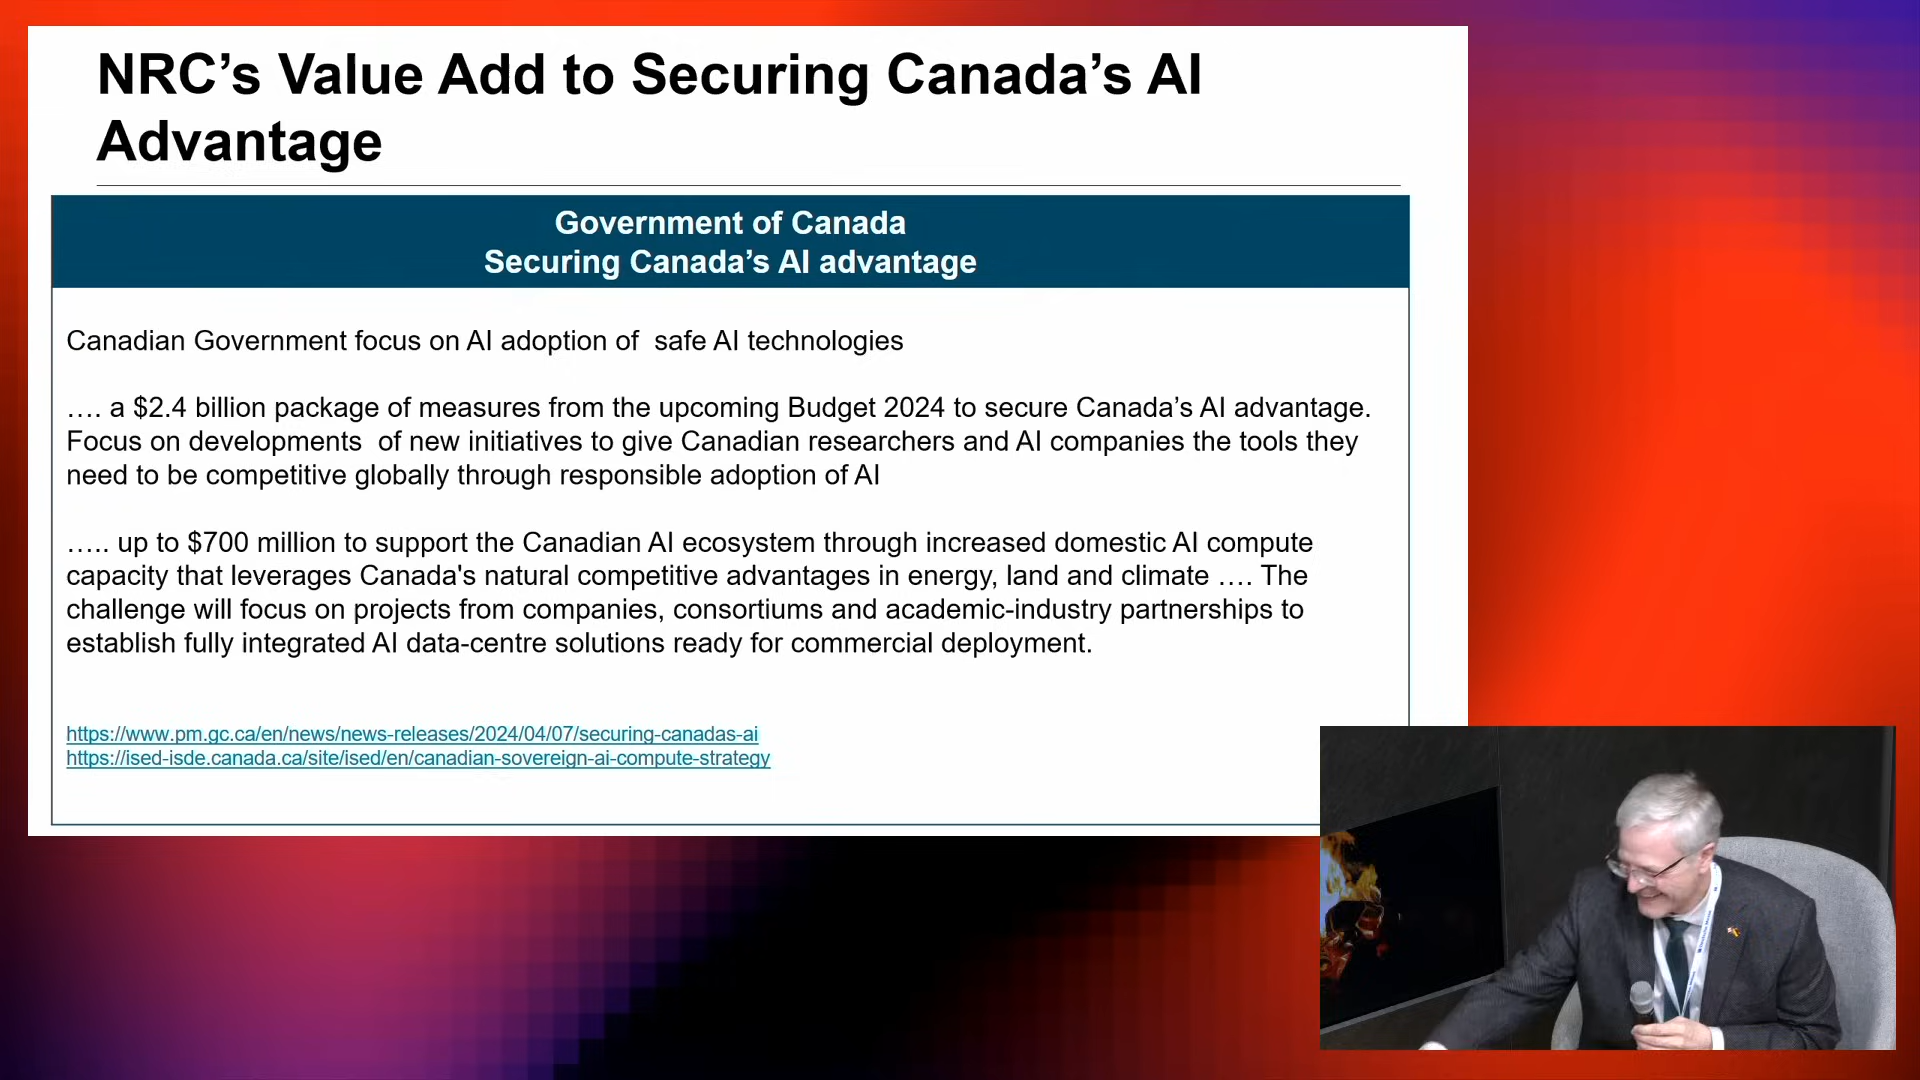 NRC’s Value Add to Securing Canada’s AI
Advantage
Government of Canada
Securing Canada’s AI advantage
Canadian Government focus on AI adoption of  safe AI technologies
…. a $2.4 billion package of measures from the upcoming Budget 2024 to secure Canada’s AI advantage.
Focus on developments  of new initiatives to give Canadian researchers and AI companies the tools they
need to be competitive globally through responsible adoption of AI
….. up to $700 million to support the Canadian AI ecosystem through increased domestic AI compute
capacity that leverages Canada's natural competitive advantages in energy, land and climate …. The
challenge will focus on projects from companies, consortiums and academic-industry partnerships to
establish fully integrated AI data-centre solutions ready for commercial deployment.
https://www.pm.gc.ca/en/news/news-releases/2024/04/07/securing-canadas-ai
https://ised-isde.canada.ca/site/ised/en/canadian-sovereign-ai-compute-strategy